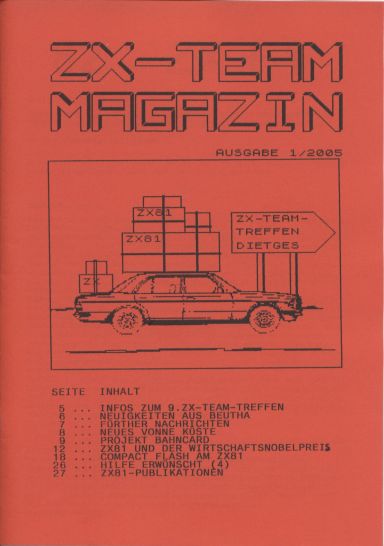 ZX-TEAM
MAGAZIN
AUSGABE 1/2005
ZX81
ZX81
ZX
ZX-TEAM-
TREFFEN
DIETGES
SEITE INHALT
5 ... INFOS ZUM 9.ZX-TEAM-TREFFEN
6 ... NEUIGKEITEN AUS BEUTHA
7 ... FÜRTHER NACHRICHTEN
8 ... NEUES VONNE KÜSTE
9 ... PROJEKT BAHNCARD
12 ... ZX81 UND DER WIRTSCHAFTSNOBELPREIS
18 ... COMPACT FLASH AM ZX81
26 ... HILFE ERWÜNSCHT (4)
27 ... ZX81-PUBLIKATIONEN